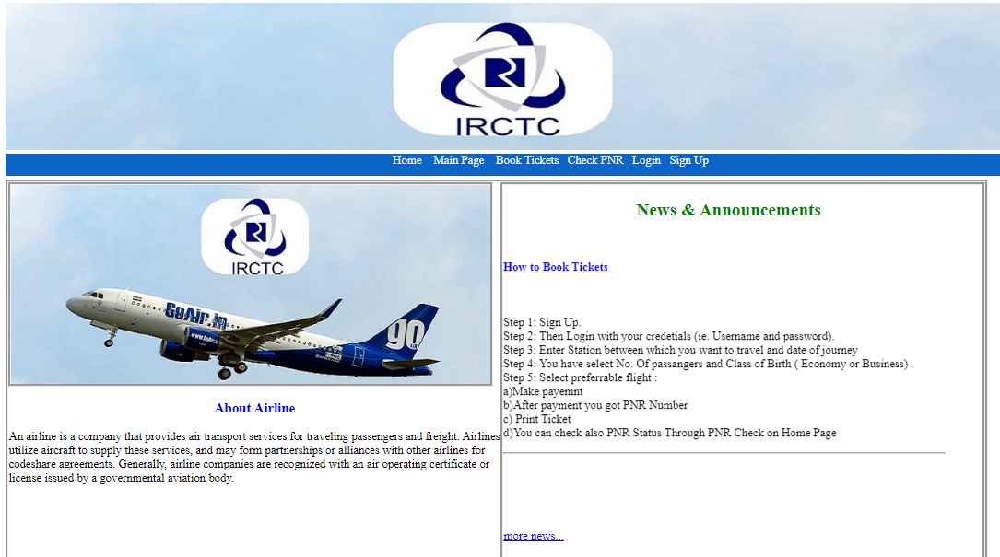 IRCTC
Home Main Page Book Tickets Check PNR Login Sign Up
IRCTC
GoAir.in
www.GoAir.in
go
AIR
About Airline
An airline is a company that provides air transport services for traveling passengers and freight. Airlines
utilize aircraft to supply these services, and may form partnerships or alliances with other airlines for
codeshare agreements. Generally, airline companies are recognized with an air operating certificate or
license issued by a governmental aviation body.
News & Announcements
How to Book Tickets
Step 1: Sign Up.
Step 2: Then Login with your credetials (ie. Username and password).
Step 3: Enter Station between which you want to travel and date of journey
Step 4: You have select No. Of passangers and Class of Birth ( Economy or Business) .
Step 5: Select preferrable flight :
a)Make payemnt
b)After payment you got PNR Number
c) Print Ticket
d)You can check also PNR Status Through PNR Check on Home Page
more news...